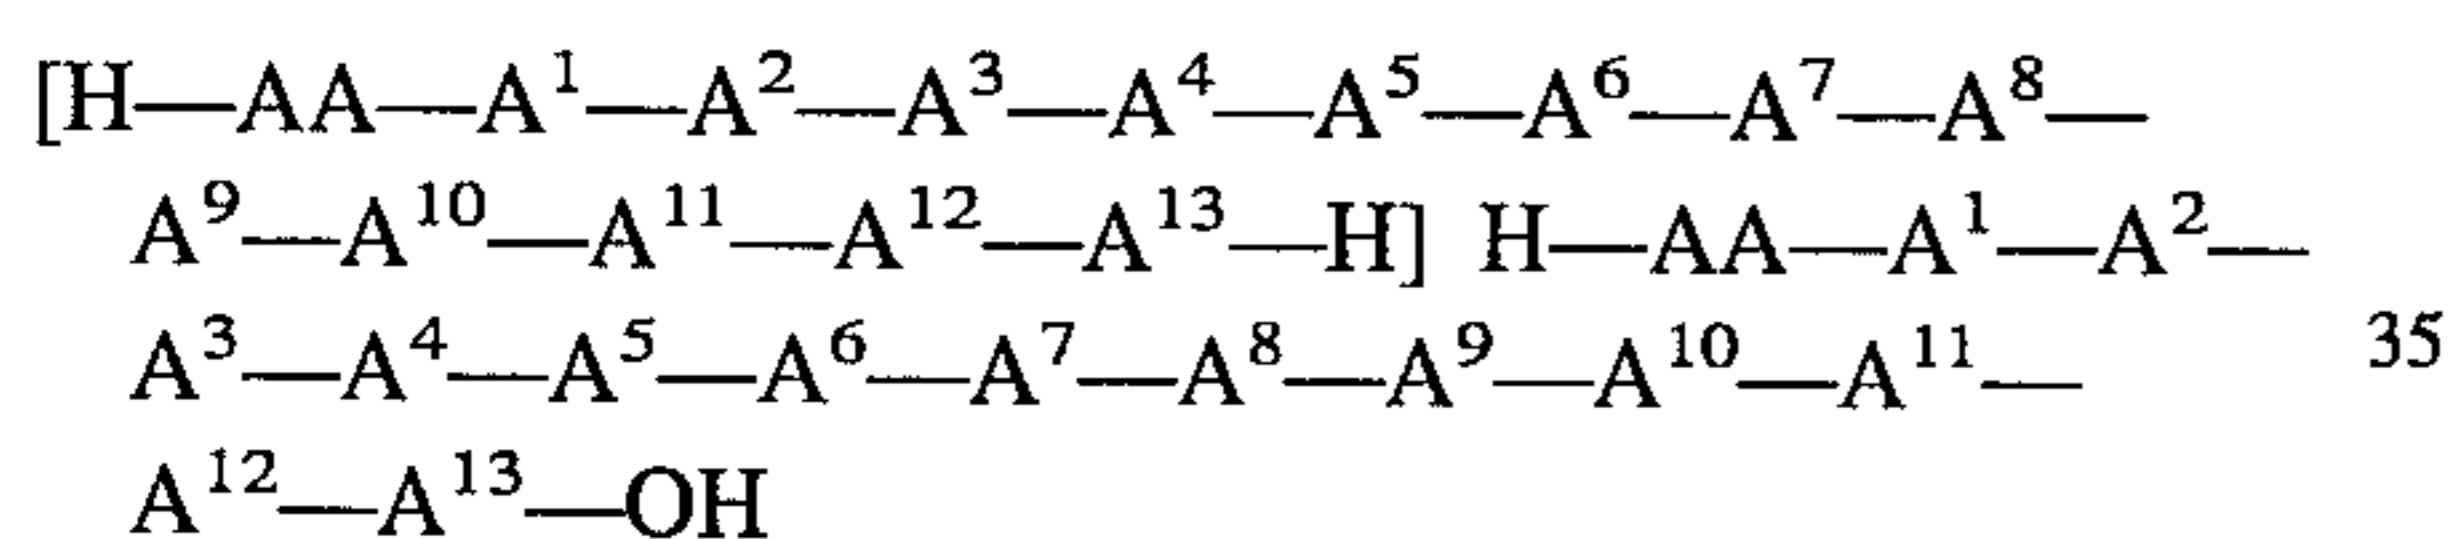 [H—AA—A¹—A²—A³—A⁴—A⁵—A⁶—A⁷—A⁸—
A⁹—A¹⁰—A¹¹—A¹²—A¹³—H] H—AA—A¹—A²—
A³—A⁴—A⁵—A⁶—A⁷—A⁸—A⁹—A¹⁰—A¹¹— 35
A¹²—A¹³—OH